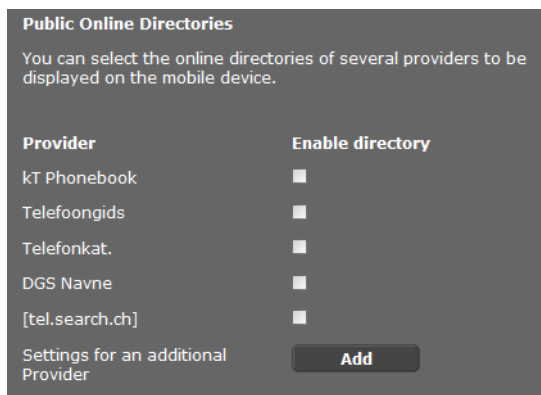 Public Online Directories
You can select the online directories of several providers to be
displayed on the mobile device.
Provider Enable directory
kT Phonebook
Telefoongids
Telefonkat.
DGS Navne
[tel.search.ch]
Settings for an additional
Provider
Add